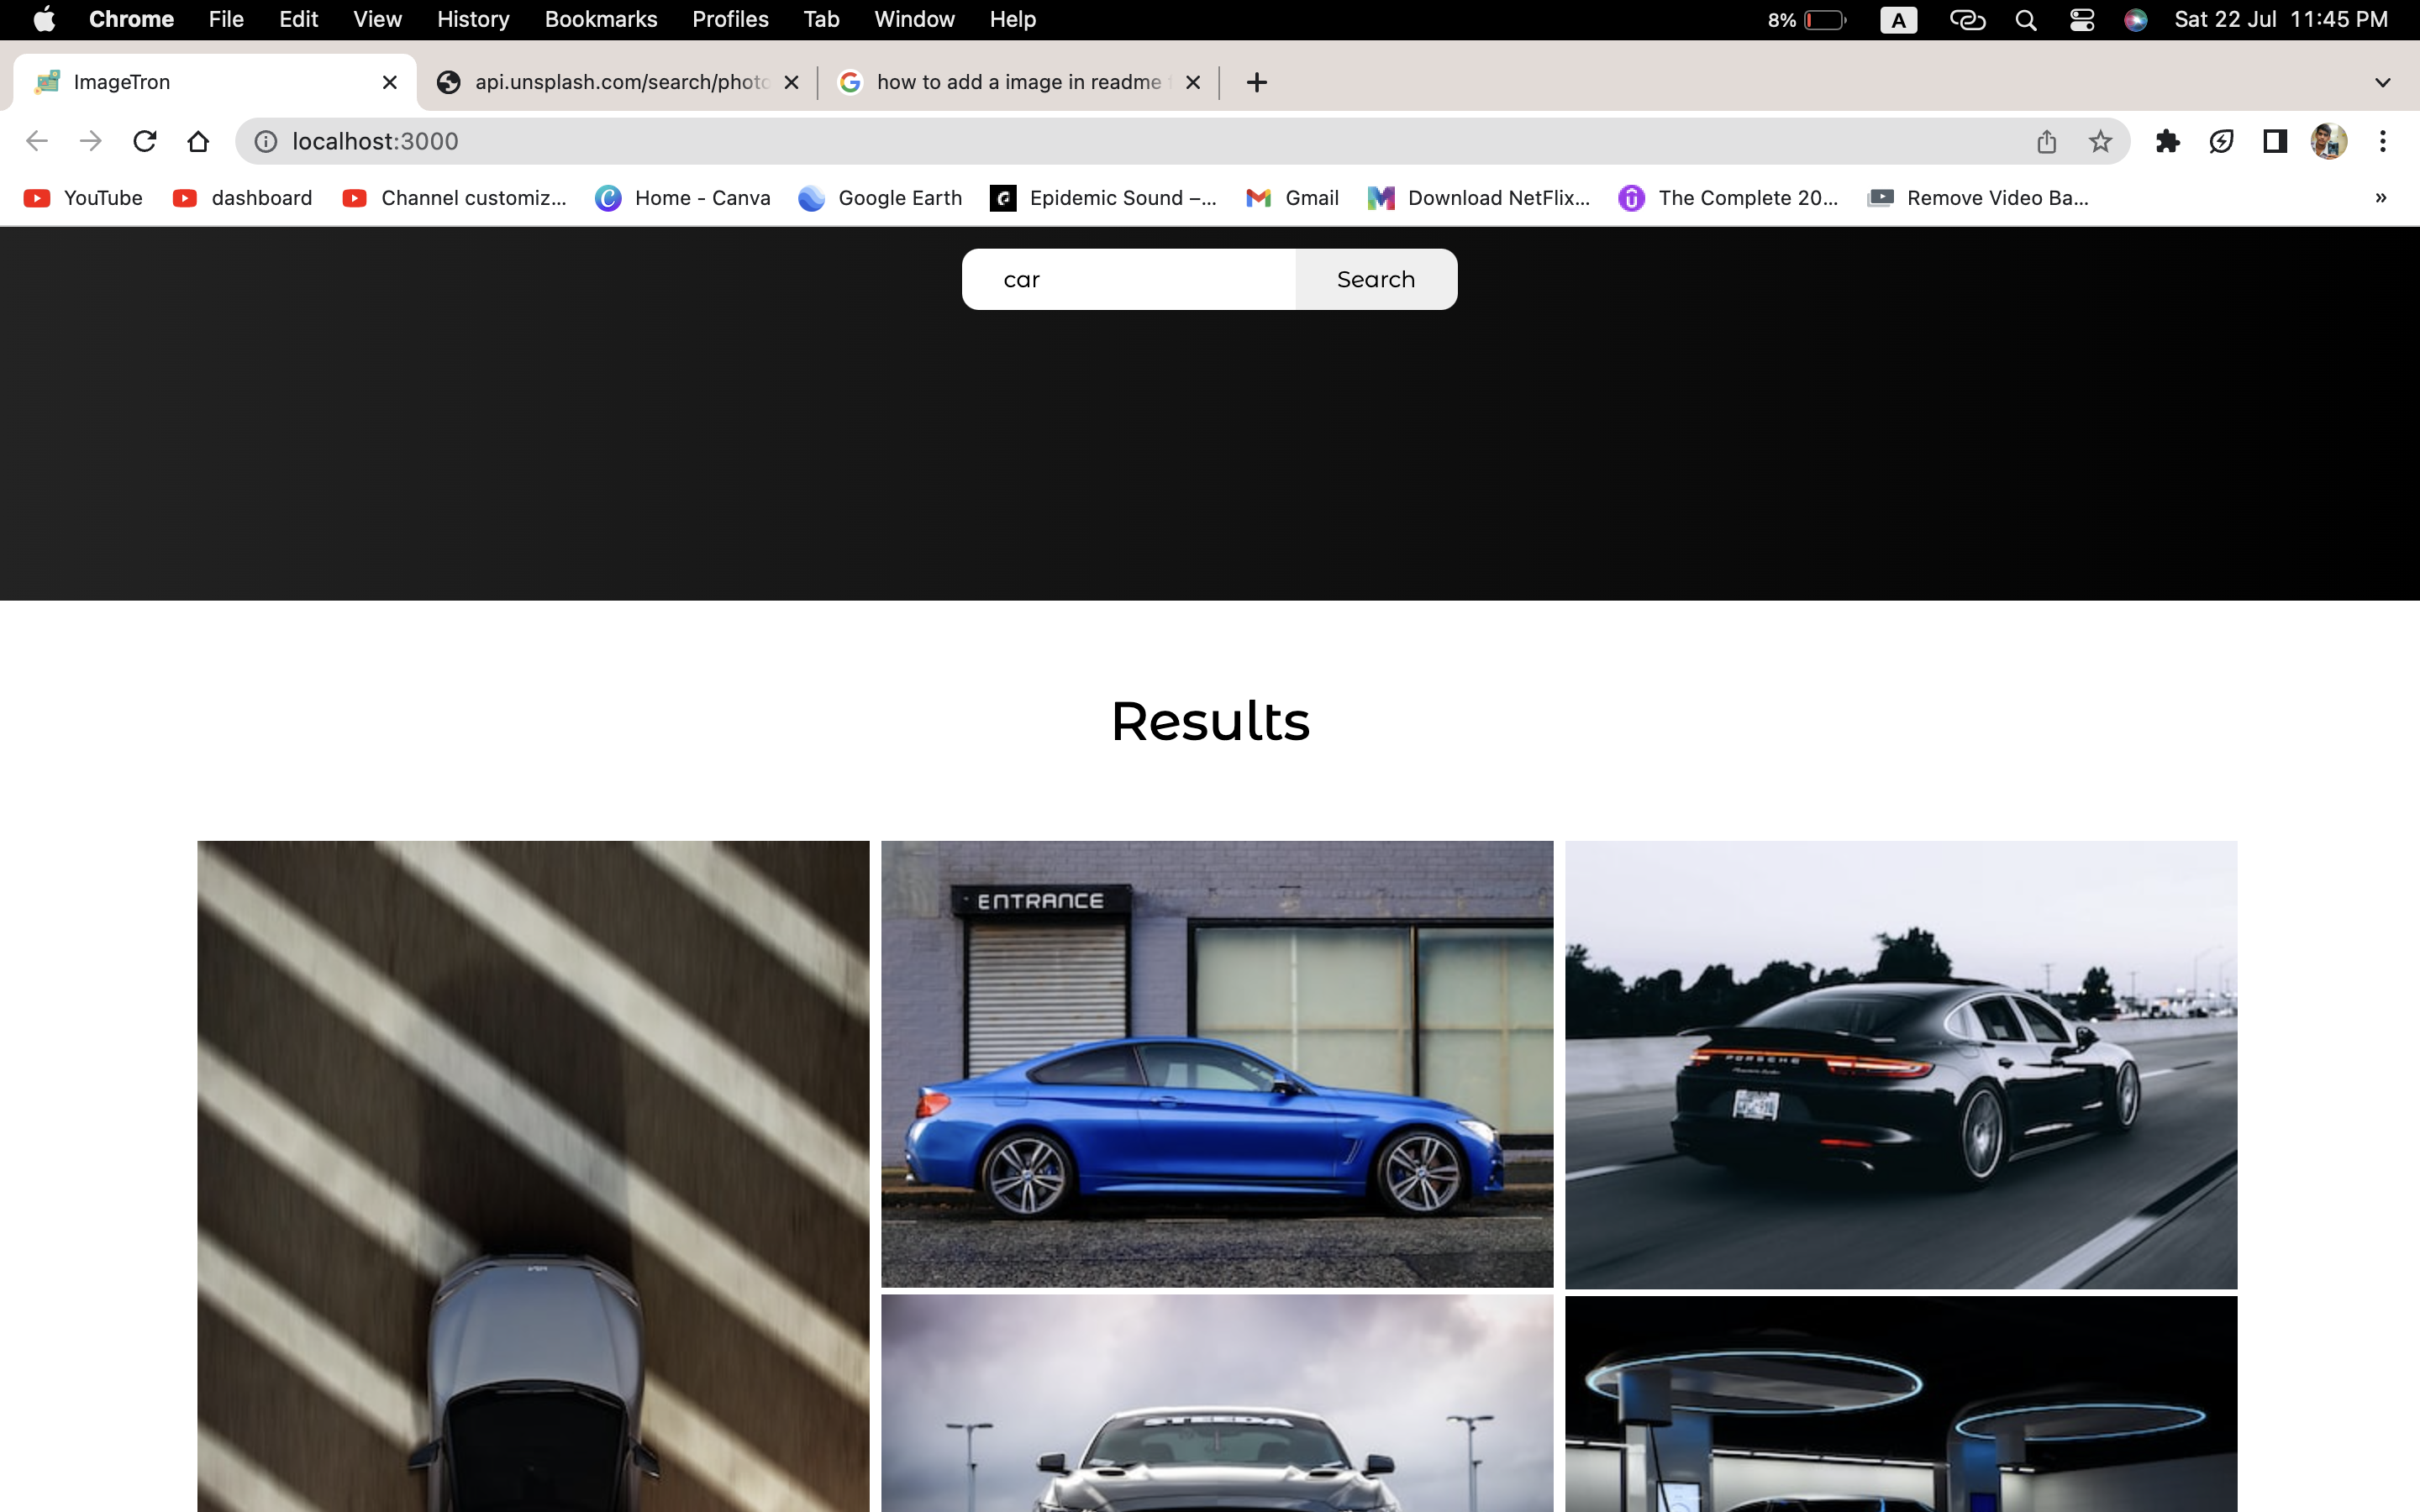 Chrome File Edit View History Bookmarks Profiles Tab Window Help 8% A Sat 22 Jul 11:45 PM
ImageTron api.unsplash.com/search/photo how to add a image in readme
localhost:3000
YouTube dashboard Channel customiz... Home - Canva Google Earth Epidemic Sound –... Gmail Download NetFlix... The Complete 20... Remove Video Ba... »
car Search
Results
ENTRANCE
PORSCHE
STEEDA